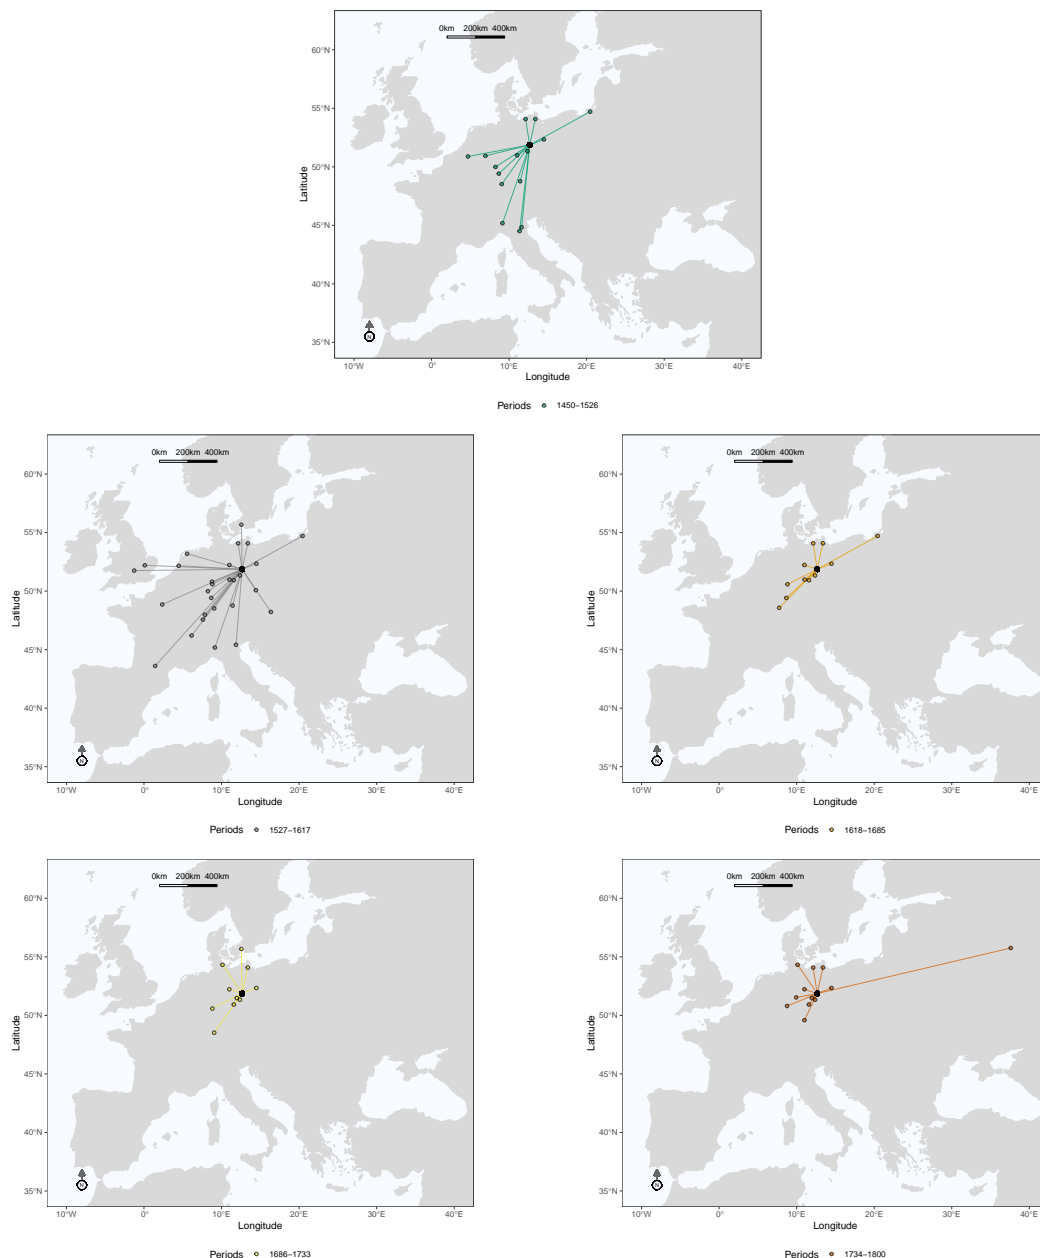 0km 200km 400km
60°N
55°N
50°N
45°N
40°N
35°N
Latitude
N
10°W 0° 10°E 20°E 30°E 40°E
Longitude
Periods 1450–1526
0km 200km 400km
60°N
55°N
50°N
45°N
40°N
35°N
Latitude
N
10°W 0° 10°E 20°E 30°E 40°E
Longitude
Periods 1527–1617
0km 200km 400km
60°N
55°N
50°N
45°N
40°N
35°N
Latitude
N
10°W 0° 10°E 20°E 30°E 40°E
Longitude
Periods 1618–1685
0km 200km 400km
60°N
55°N
50°N
45°N
40°N
35°N
Latitude
N
10°W 0° 10°E 20°E 30°E 40°E
Longitude
Periods 1686–1733
0km 200km 400km
60°N
55°N
50°N
45°N
40°N
35°N
Latitude
N
10°W 0° 10°E 20°E 30°E 40°E
Longitude
Periods 1734–1800